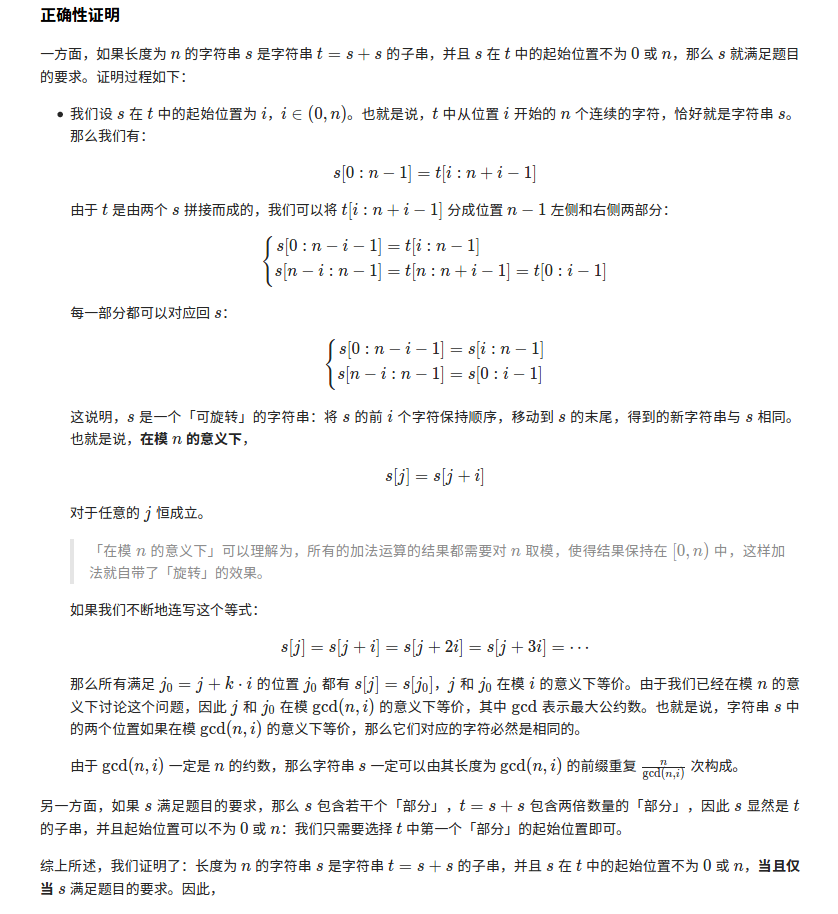 正确性证明
一方面，如果长度为 n 的字符串 s 是字符串 t = s + s 的子串，并且 s 在 t 中的起始位置不为 0 或 n，那么 s 就满足题目
的要求。证明过程如下：
• 我们设 s 在 t 中的起始位置为 i，i ∈ (0, n)。也就是说，t 中从位置 i 开始的 n 个连续的字符，恰好就是字符串 s。
那么我们有：
s[0 : n − 1] = t[i : n + i − 1]
由于 t 是由两个 s 拼接而成的，我们可以将 t[i : n + i − 1] 分成位置 n − 1 左侧和右侧两部分：
{ s[0 : n − i − 1] = t[i : n − 1]
s[n − i : n − 1] = t[n : n + i − 1] = t[0 : i − 1]
每一部分都可以对应回 s：
{ s[0 : n − i − 1] = s[i : n − 1]
s[n − i : n − 1] = s[0 : i − 1]
这说明，s 是一个「可旋转」的字符串：将 s 的前 i 个字符保持顺序，移动到 s 的末尾，得到的新字符串与 s 相同。
也就是说，在模 n 的意义下，
s[j] = s[j + i]
对于任意的 j 恒成立。
「在模 n 的意义下」可以理解为，所有的加法运算的结果都需要对 n 取模，使得结果保持在 [0, n) 中，这样加
法就自带了「旋转」的效果。
如果我们不断地连写这个等式：
s[j] = s[j + i] = s[j + 2i] = s[j + 3i] = ⋯
那么所有满足 j₀ = j + k · i 的位置 j₀ 都有 s[j] = s[j₀]，j 和 j₀ 在模 i 的意义下等价。由于我们已经在模 n 的意
义下讨论这个问题，因此 j 和 j₀ 在模 gcd(n, i) 的意义下等价，其中 gcd 表示最大公约数。也就是说，字符串 s 中
的两个位置如果在模 gcd(n, i) 的意义下等价，那么它们对应的字符必然是相同的。
由于 gcd(n, i) 一定是 n 的约数，那么字符串 s 一定可以由其长度为 gcd(n, i) 的前缀重复 n/gcd(n,i) 次构成。
另一方面，如果 s 满足题目的要求，那么 s 包含若干个「部分」，t = s + s 包含两倍数量的「部分」，因此 s 显然是 t
的子串，并且起始位置可以不为 0 或 n：我们只需要选择 t 中第一个「部分」的起始位置即可。
综上所述，我们证明了：长度为 n 的字符串 s 是字符串 t = s + s 的子串，并且 s 在 t 中的起始位置不为 0 或 n，当且仅
当 s 满足题目的要求。因此，